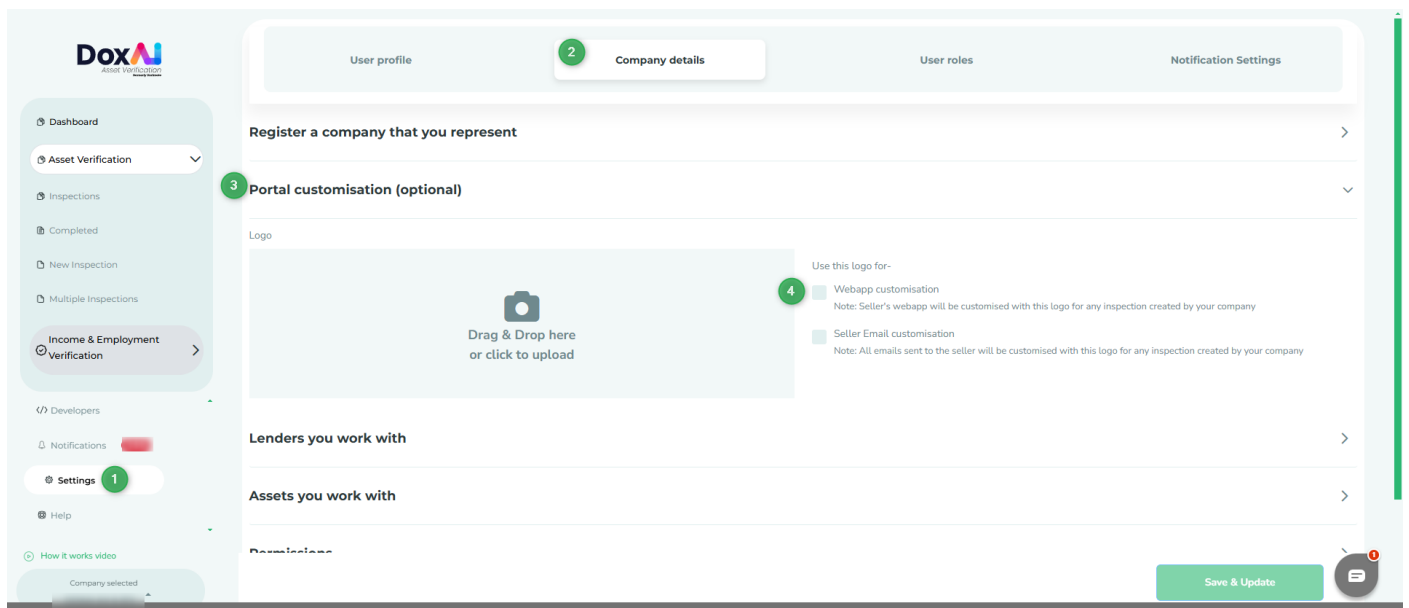 DoxAI
Asset Verification
User profile
2
Company details
User roles
Notification Settings
Dashboard
Asset Verification
Inspections
Completed
New Inspection
Multiple Inspections
Income & Employment
Verification
Developers
Notifications
Settings
1
Help
How it works video
Company selected
Register a company that you represent
3
Portal customisation (optional)
Logo
Drag & Drop here
or click to upload
Use this logo for-
4
Webapp customisation
Note: Seller's webapp will be customised with this logo for any inspection created by your company
Seller Email customisation
Note: All emails sent to the seller will be customised with this logo for any inspection created by your company
Lenders you work with
Assets you work with
Permissions
Save & Update
1